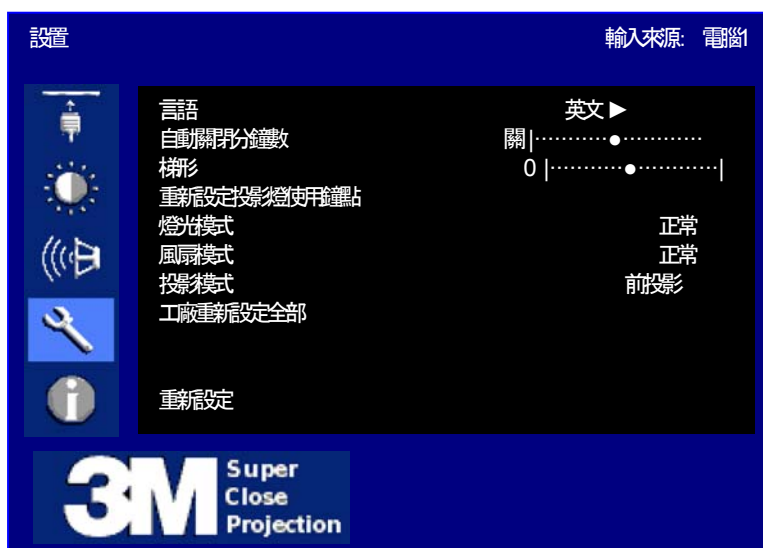 設置
輸入來源: 電腦1
言語 英文 ▶
自動關閉分鐘數 關|···········●············
梯形 0 |···········●·············|
重新設定投影燈使用鐘點
燈光模式 正常
風扇模式 正常
投影模式 前投影
工廠重新設定全部
重新設定
3M
Super
Close
Projection